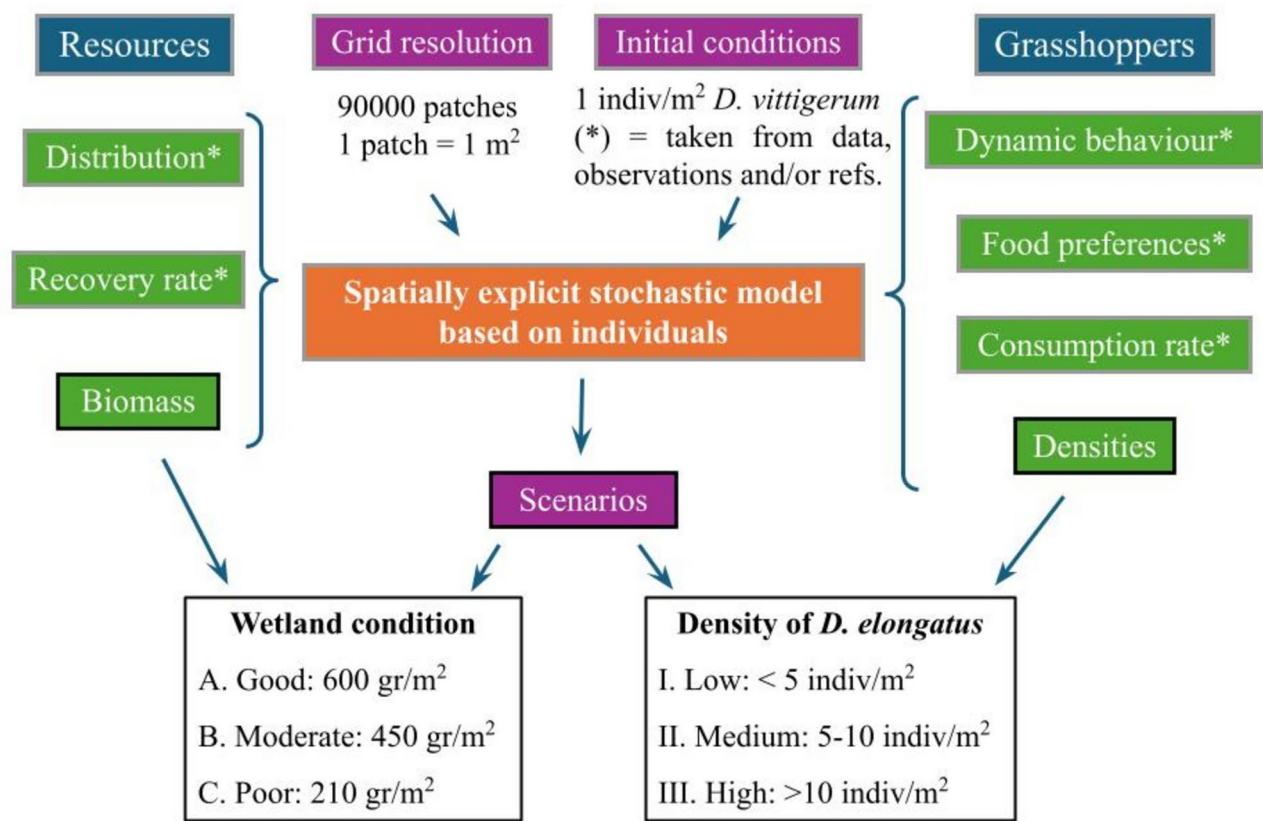 Resources
Grid resolution
Initial conditions
Grasshoppers
90000 patches
1 patch = 1 m²
1 indiv/m² D. vittigerum
(*) = taken from data,
observations and/or refs.
Distribution*
Recovery rate*
Biomass
Dynamic behaviour*
Food preferences*
Consumption rate*
Densities
Spatially explicit stochastic model
based on individuals
Scenarios
Wetland condition
A. Good: 600 gr/m²
B. Moderate: 450 gr/m²
C. Poor: 210 gr/m²
Density of D. elongatus
I. Low: < 5 indiv/m²
II. Medium: 5-10 indiv/m²
III. High: >10 indiv/m²